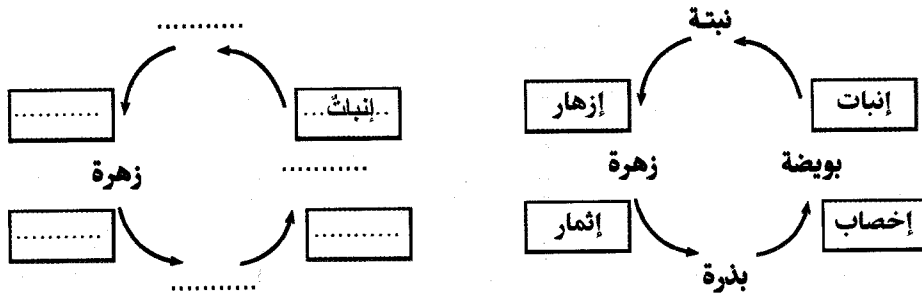 نبتة
إزهار
إنبات
زهرة
بويضة
إثمار
إخصاب
بذرة
...........
...........
...إنباتٌ...
زهرة
...........
...........
...........
...........